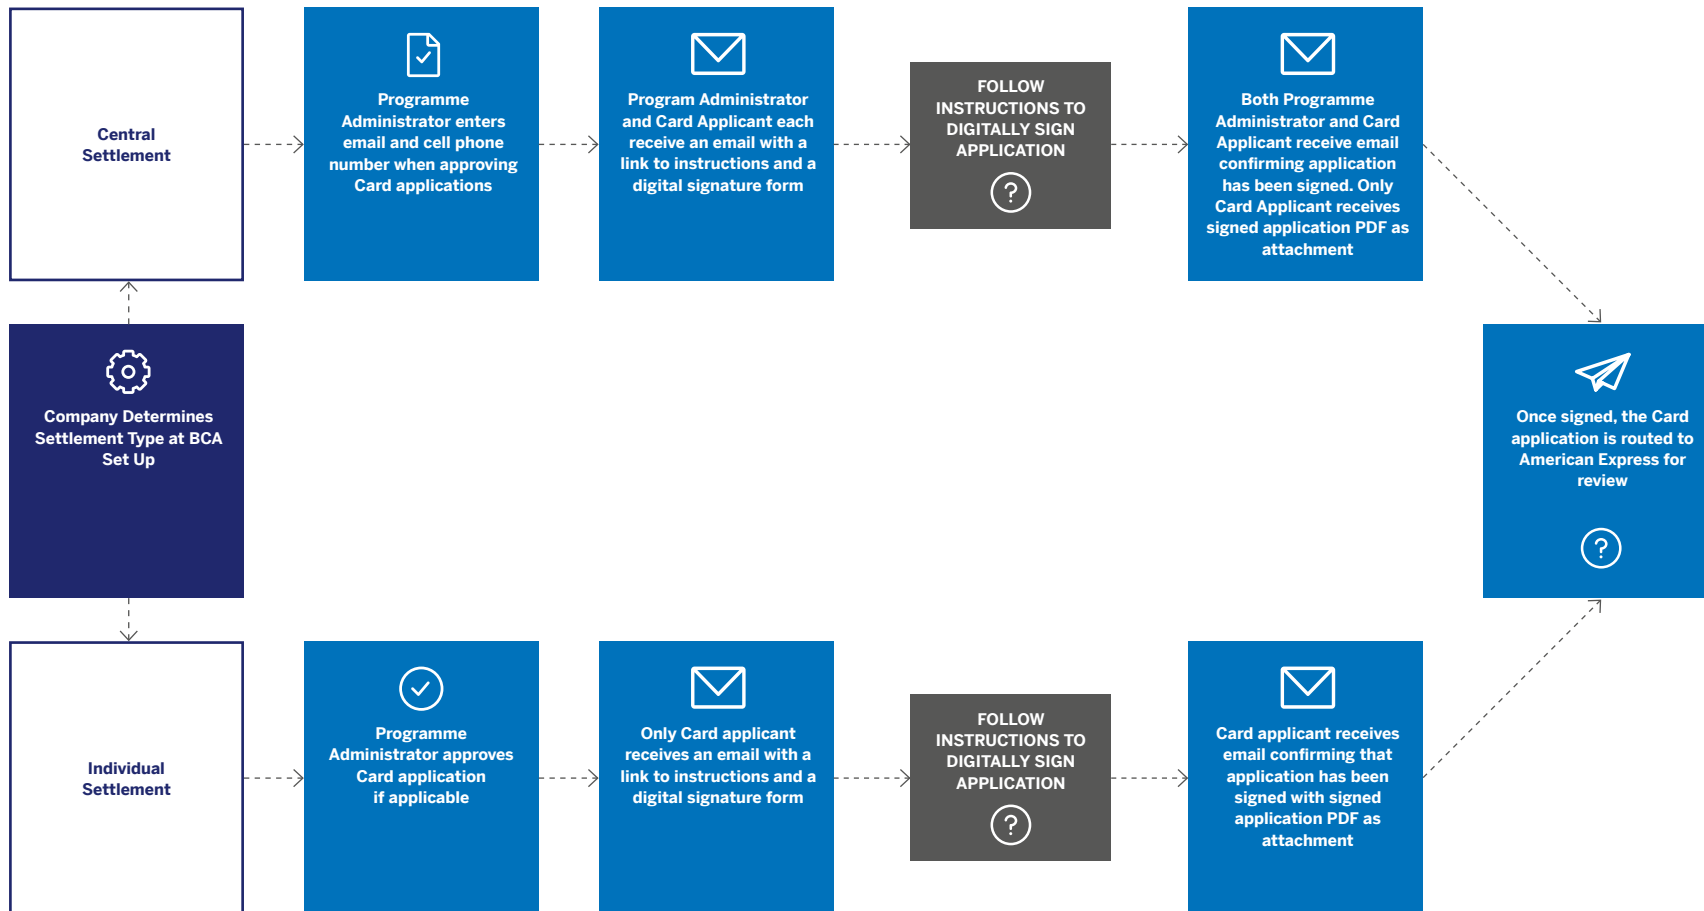 Central
Settlement
Programme
Administrator enters
email and cell phone
number when approving
Card applications
Program Administrator
and Card Applicant each
receive an email with a
link to instructions and a
digital signature form
FOLLOW
INSTRUCTIONS TO
DIGITALLY SIGN
APPLICATION
?
Both Programme
Administrator and Card
Applicant receive email
confirming application
has been signed. Only
Card Applicant receives
signed application PDF as
attachment
Company Determines
Settlement Type at BCA
Set Up
Once signed, the Card
application is routed to
American Express for
review
?
Individual
Settlement
Programme
Administrator approves
Card application
if applicable
Only Card applicant
receives an email with a
link to instructions and a
digital signature form
FOLLOW
INSTRUCTIONS TO
DIGITALLY SIGN
APPLICATION
?
Card applicant receives
email confirming that
application has been
signed with signed
application PDF as
attachment